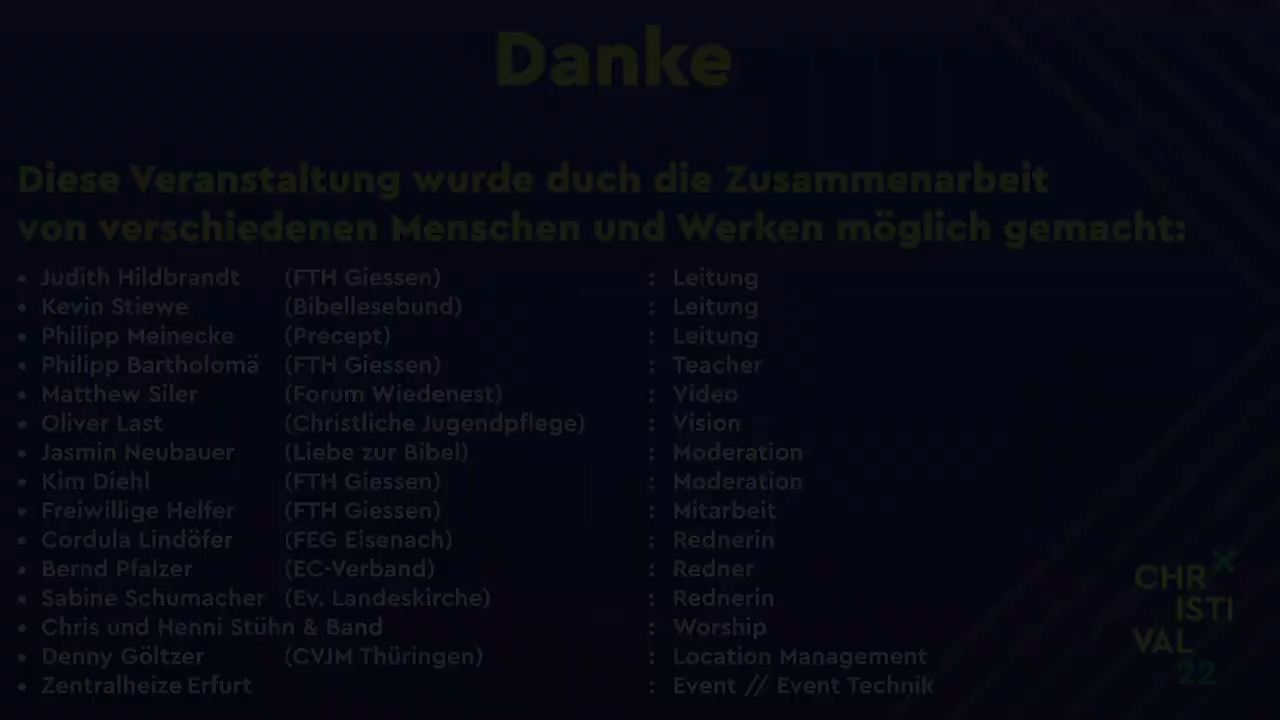 Danke
Diese Veranstaltung wurde duch die Zusammenarbeit
von verschiedenen Menschen und Werken möglich gemacht:
• Judith Hildbrandt (FTH Giessen) : Leitung
• Kevin Stiewe (Bibellesebund) : Leitung
• Philipp Meinecke (Precept) : Leitung
• Philipp Bartholomä (FTH Giessen) : Teacher
• Matthew Siler (Forum Wiedenest) : Video
• Oliver Last (Christliche Jugendpflege) : Vision
• Jasmin Neubauer (Liebe zur Bibel) : Moderation
• Kim Diehl (FTH Giessen) : Moderation
• Freiwillige Helfer (FTH Giessen) : Mitarbeit
• Cordula Lindöfer (FEG Eisenach) : Rednerin
• Bernd Pfalzer (EC-Verband) : Redner
• Sabine Schumacher (Ev. Landeskirche) : Rednerin
• Chris und Henni Stühn & Band : Worship
• Denny Göltzer (CVJM Thüringen) : Location Management
• Zentralheize Erfurt : Event // Event Technik
CHR
ISTI
VAL
22